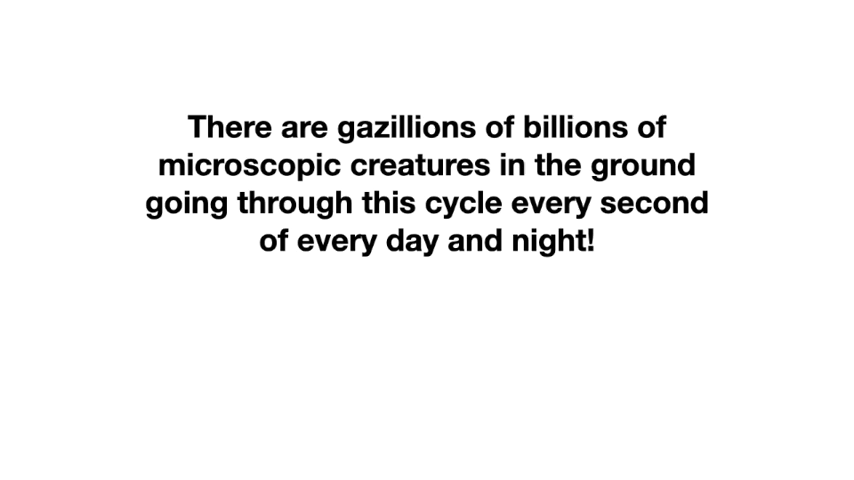 There are gazillions of billions of
microscopic creatures in the ground
going through this cycle every second
of every day and night!